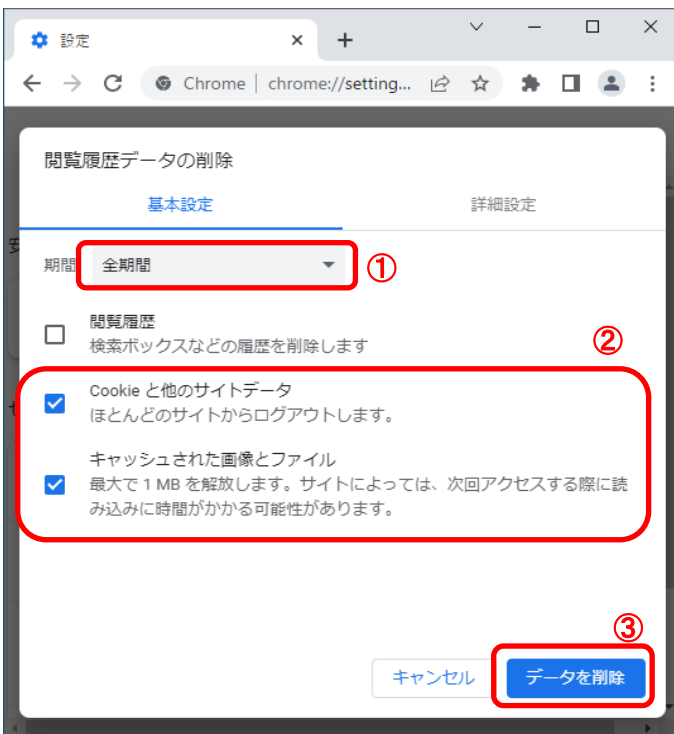 設定
Chrome | chrome://setting...
閲覧履歴データの削除
基本設定
詳細設定
期間
全期間
①
閲覧履歴
検索ボックスなどの履歴を削除します
②
Cookie と他のサイトデータ
ほとんどのサイトからログアウトします。
キャッシュされた画像とファイル
最大で 1 MB を解放します。サイトによっては、次回アクセスする際に読
み込みに時間がかかる可能性があります。
③
キャンセル
データを削除